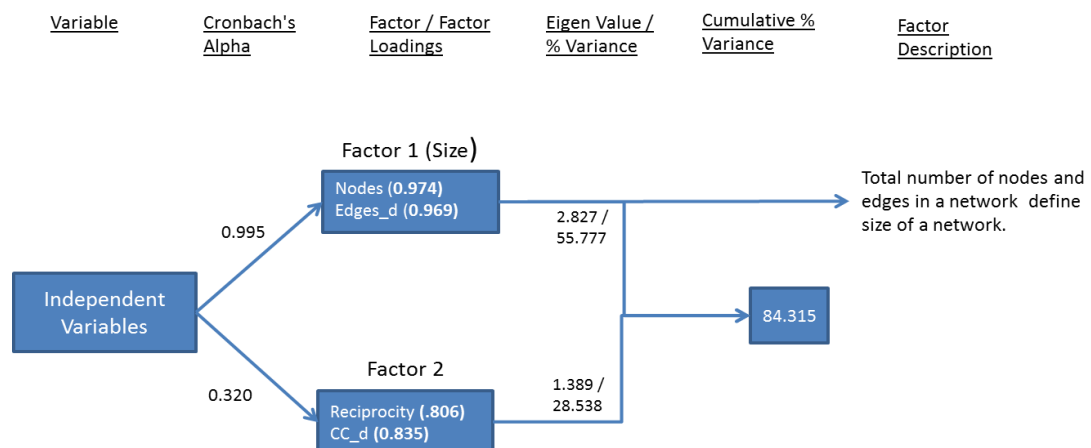 Variable
Cronbach's
Alpha
Factor / Factor
Loadings
Eigen Value /
% Variance
Cumulative %
Variance
Factor
Description
Factor 1 (Size)
Nodes (0.974)
Edges_d (0.969)
Total number of nodes and
edges in a network define
size of a network.
0.995
2.827 /
55.777
Independent
Variables
84.315
Factor 2
0.320
1.389 /
28.538
Reciprocity (.806)
CC_d (0.835)